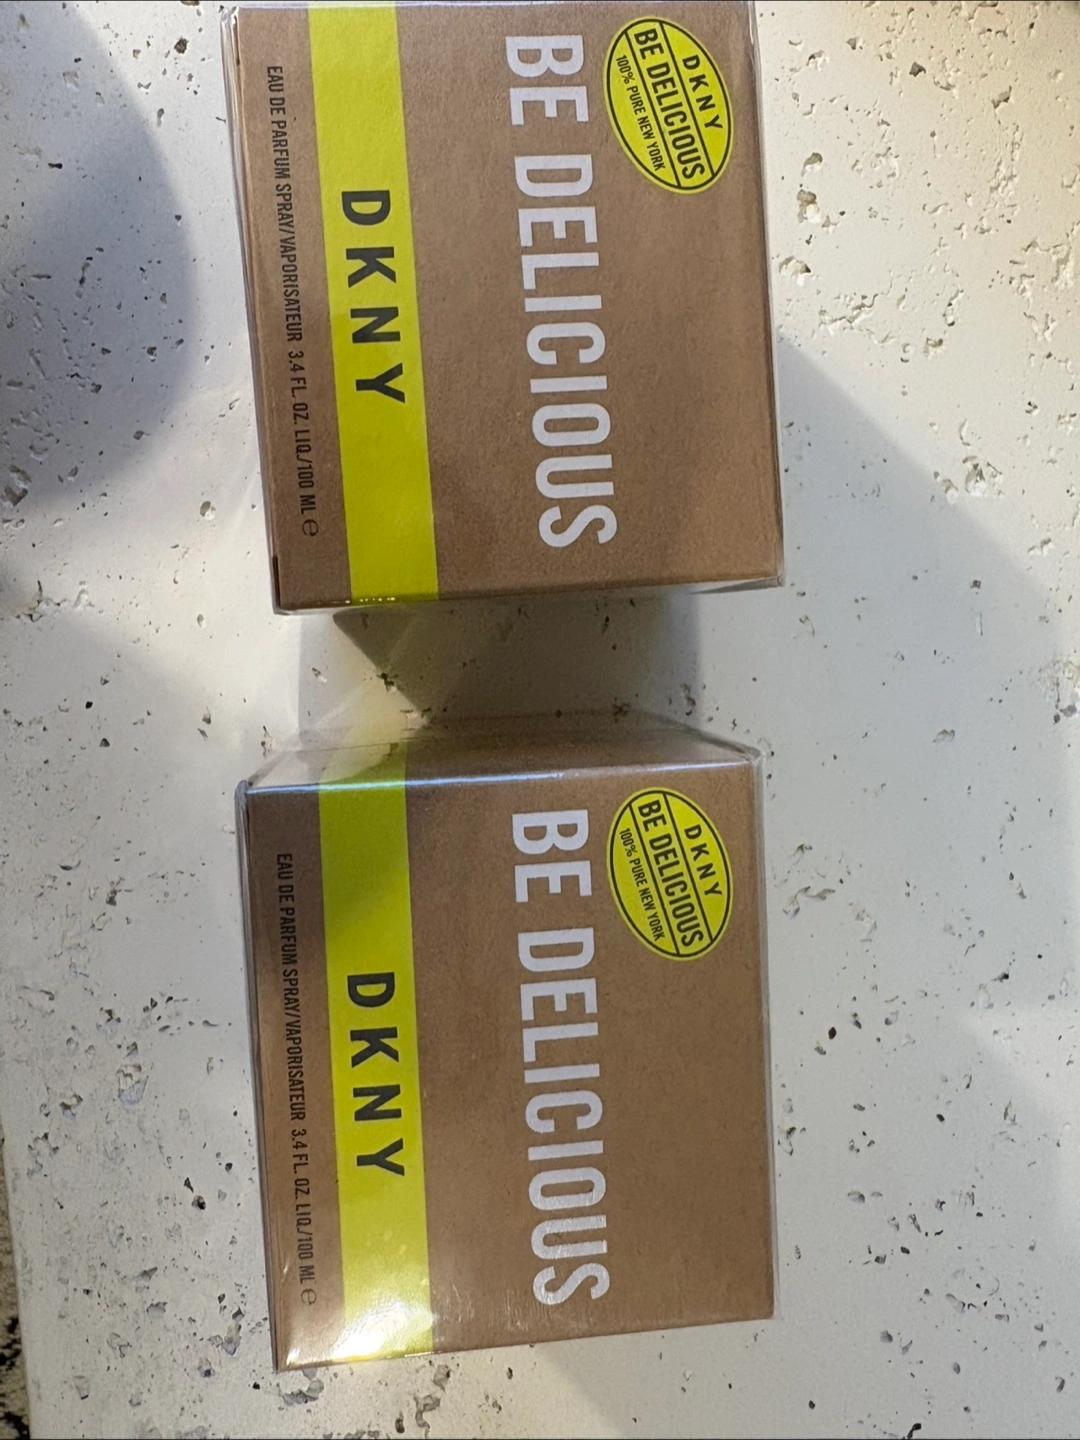 DKNY
BE DELICIOUS
100% PURE NEW YORK
BE DELICIOUS
DKNY
EAU DE PARFUM SPRAY/VAPORISATEUR 3.4 FL. OZ. LIQ./100 ML ℮
DKNY
BE DELICIOUS
100% PURE NEW YORK
BE DELICIOUS
DKNY
EAU DE PARFUM SPRAY/VAPORISATEUR 3.4 FL. OZ. LIQ./100 ML ℮